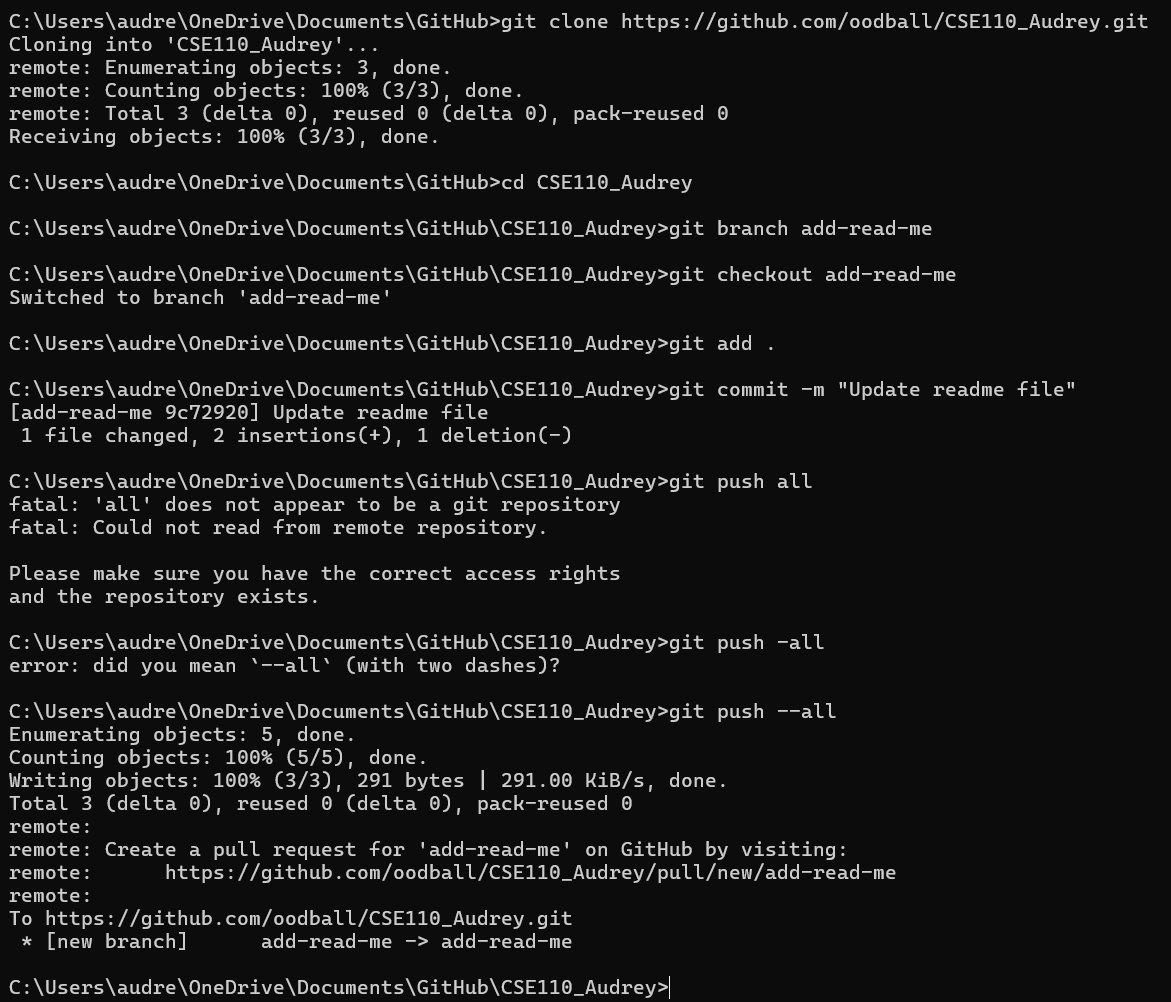 C:\Users\audre\OneDrive\Documents\GitHub>git clone https://github.com/oodball/CSE110_Audrey.git
Cloning into 'CSE110_Audrey'...
remote: Enumerating objects: 3, done.
remote: Counting objects: 100% (3/3), done.
remote: Total 3 (delta 0), reused 0 (delta 0), pack-reused 0
Receiving objects: 100% (3/3), done.
C:\Users\audre\OneDrive\Documents\GitHub>cd CSE110_Audrey
C:\Users\audre\OneDrive\Documents\GitHub\CSE110_Audrey>git branch add-read-me
C:\Users\audre\OneDrive\Documents\GitHub\CSE110_Audrey>git checkout add-read-me
Switched to branch 'add-read-me'
C:\Users\audre\OneDrive\Documents\GitHub\CSE110_Audrey>git add .
C:\Users\audre\OneDrive\Documents\GitHub\CSE110_Audrey>git commit -m "Update readme file"
[add-read-me 9c72920] Update readme file
 1 file changed, 2 insertions(+), 1 deletion(-)
C:\Users\audre\OneDrive\Documents\GitHub\CSE110_Audrey>git push all
fatal: 'all' does not appear to be a git repository
fatal: Could not read from remote repository.
Please make sure you have the correct access rights
and the repository exists.
C:\Users\audre\OneDrive\Documents\GitHub\CSE110_Audrey>git push -all
error: did you mean `--all` (with two dashes)?
C:\Users\audre\OneDrive\Documents\GitHub\CSE110_Audrey>git push --all
Enumerating objects: 5, done.
Counting objects: 100% (5/5), done.
Writing objects: 100% (3/3), 291 bytes | 291.00 KiB/s, done.
Total 3 (delta 0), reused 0 (delta 0), pack-reused 0
remote:
remote: Create a pull request for 'add-read-me' on GitHub by visiting:
remote:      https://github.com/oodball/CSE110_Audrey/pull/new/add-read-me
remote:
To https://github.com/oodball/CSE110_Audrey.git
 * [new branch]      add-read-me -> add-read-me
C:\Users\audre\OneDrive\Documents\GitHub\CSE110_Audrey>